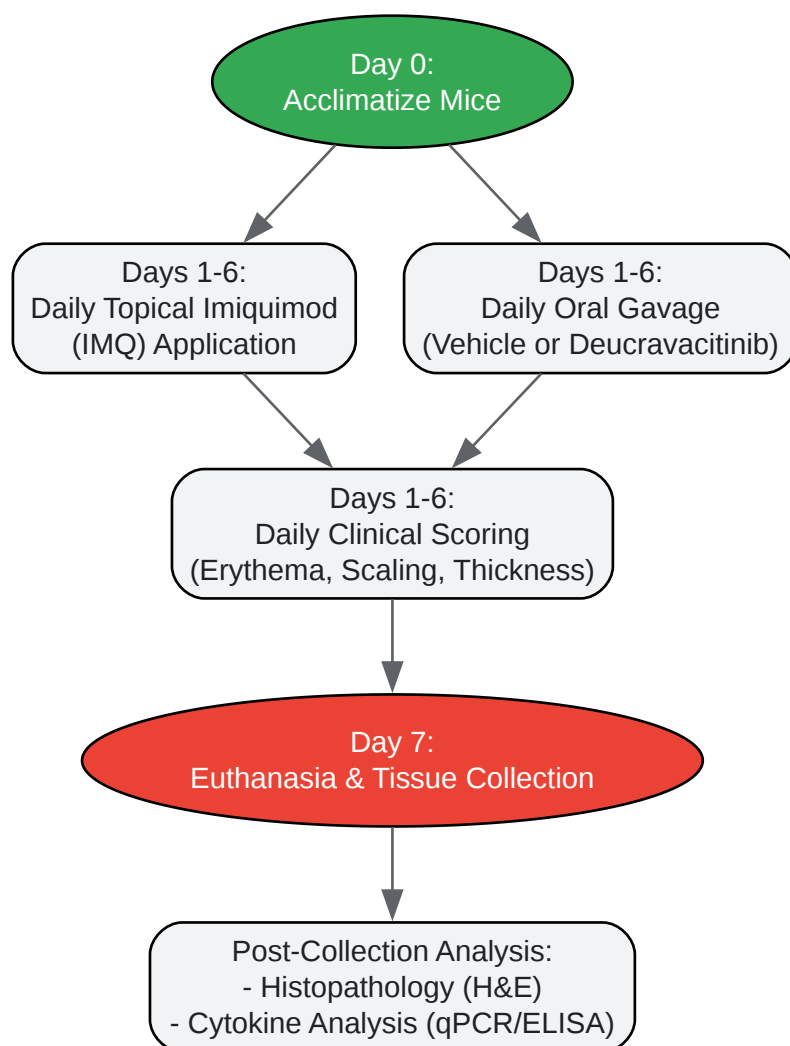 Day 0:
Acclimatize Mice
Days 1-6:
Daily Topical Imiquimod
(IMQ) Application
Days 1-6:
Daily Oral Gavage
(Vehicle or Deucravacitinib)
Days 1-6:
Daily Clinical Scoring
(Erythema, Scaling, Thickness)
Day 7:
Euthanasia & Tissue Collection
Post-Collection Analysis:
- Histopathology (H&E)
- Cytokine Analysis (qPCR/ELISA)